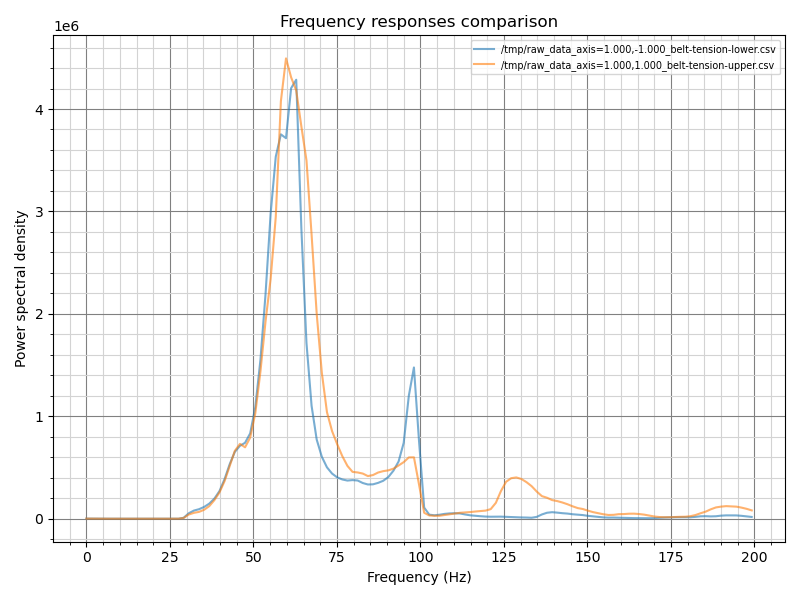 Frequency responses comparison
1e6
/tmp/raw_data_axis=1.000,-1.000_belt-tension-lower.csv
/tmp/raw_data_axis=1.000,1.000_belt-tension-upper.csv
4
3
2
1
0
Power spectral density
0 25 50 75 100 125 150 175 200
Frequency (Hz)